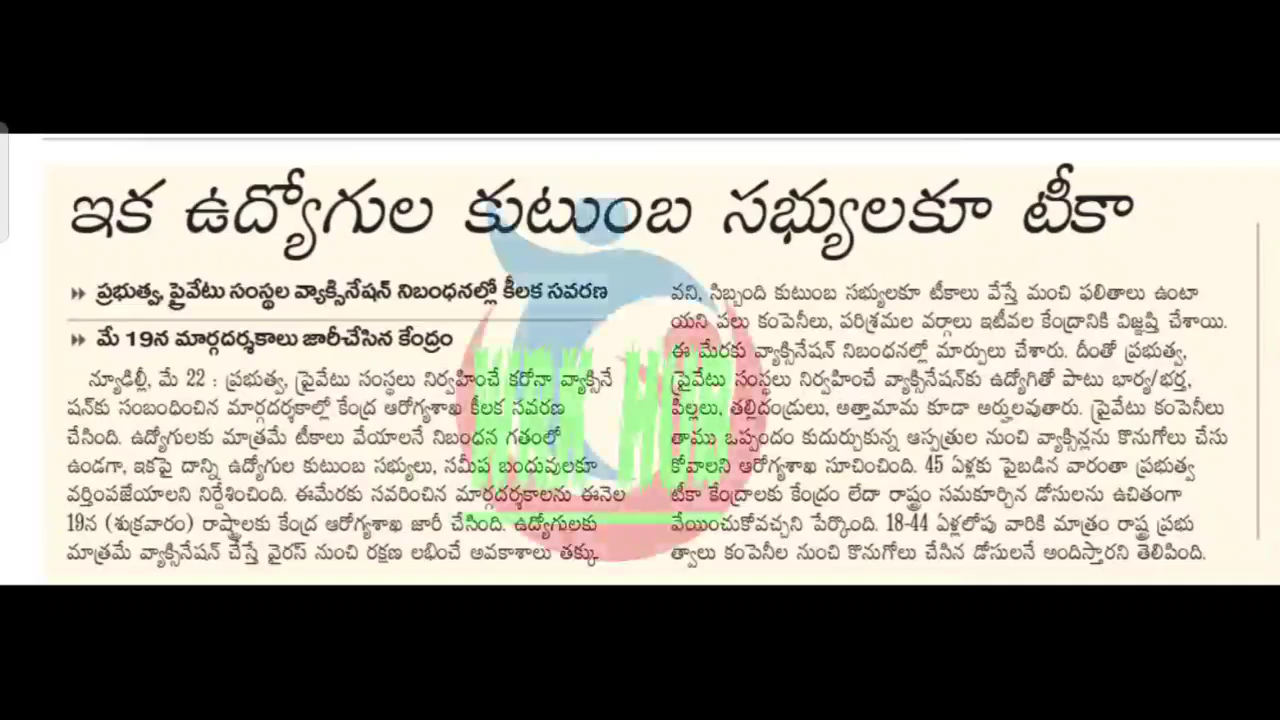 ఇక ఉద్యోగుల కుటుంబ సభ్యులకూ టీకా
ప్రభుత్వ, ప్రైవేటు సంస్థల వ్యాక్సినేషన్ నిబంధనల్లో కీలక సవరణ
మే 19న మార్గదర్శకాలు జారీచేసిన కేంద్రం
న్యూఢిల్లీ, మే 22 : ప్రభుత్వ, ప్రైవేటు సంస్థలు నిర్వహించే కరోనా వ్యాక్సినే
షన్‌కు సంబంధించిన మార్గదర్శకాల్లో కేంద్ర ఆరోగ్యశాఖ కీలక సవరణ
చేసింది. ఉద్యోగులకు మాత్రమే టీకాలు వేయాలనే నిబంధన గతంలో
ఉండగా, ఇకపై దాన్ని ఉద్యోగుల కుటుంబ సభ్యులు, సమీప బంధువులకూ
వర్తింపజేయాలని నిర్దేశించింది. ఈమేరకు సవరించిన మార్గదర్శకాలను ఈనెల
19న (శుక్రవారం) రాష్ట్రాలకు కేంద్ర ఆరోగ్యశాఖ జారీ చేసింది. ఉద్యోగులకు
మాత్రమే వ్యాక్సినేషన్ చేస్తే వైరస్ నుంచి రక్షణ లభించే అవకాశాలు తక్కు
వని, సిబ్బంది కుటుంబ సభ్యులకూ టీకాలు వేస్తే మంచి ఫలితాలు ఉంటా
యని పలు కంపెనీలు, పరిశ్రమల వర్గాలు ఇటీవల కేంద్రానికి విజ్ఞప్తి చేశాయి.
ఈ మేరకు వ్యాక్సినేషన్ నిబంధనల్లో మార్పులు చేశారు. దీంతో ప్రభుత్వ,
ప్రైవేటు సంస్థలు నిర్వహించే వ్యాక్సినేషన్‌కు ఉద్యోగితో పాటు భార్య/భర్త,
పిల్లలు, తల్లిదండ్రులు, అత్తామామ కూడా అర్హులవుతారు. ప్రైవేటు కంపెనీలు
తాము ఒప్పందం కుదుర్చుకున్న ఆస్పత్రుల నుంచి వ్యాక్సిన్లను కొనుగోలు చేసు
కోవాలని ఆరోగ్యశాఖ సూచించింది. 45 ఏళ్లకు పైబడిన వారంతా ప్రభుత్వ
టీకా కేంద్రాలకు కేంద్రం లేదా రాష్ట్రం సమకూర్చిన డోసులను ఉచితంగా
వేయించుకోవచ్చని పేర్కొంది. 18-44 ఏళ్లలోపు వారికి మాత్రం రాష్ట్ర ప్రభు
త్వాలు కంపెనీల నుంచి కొనుగోలు చేసిన డోసులనే అందిస్తారని తెలిపింది.